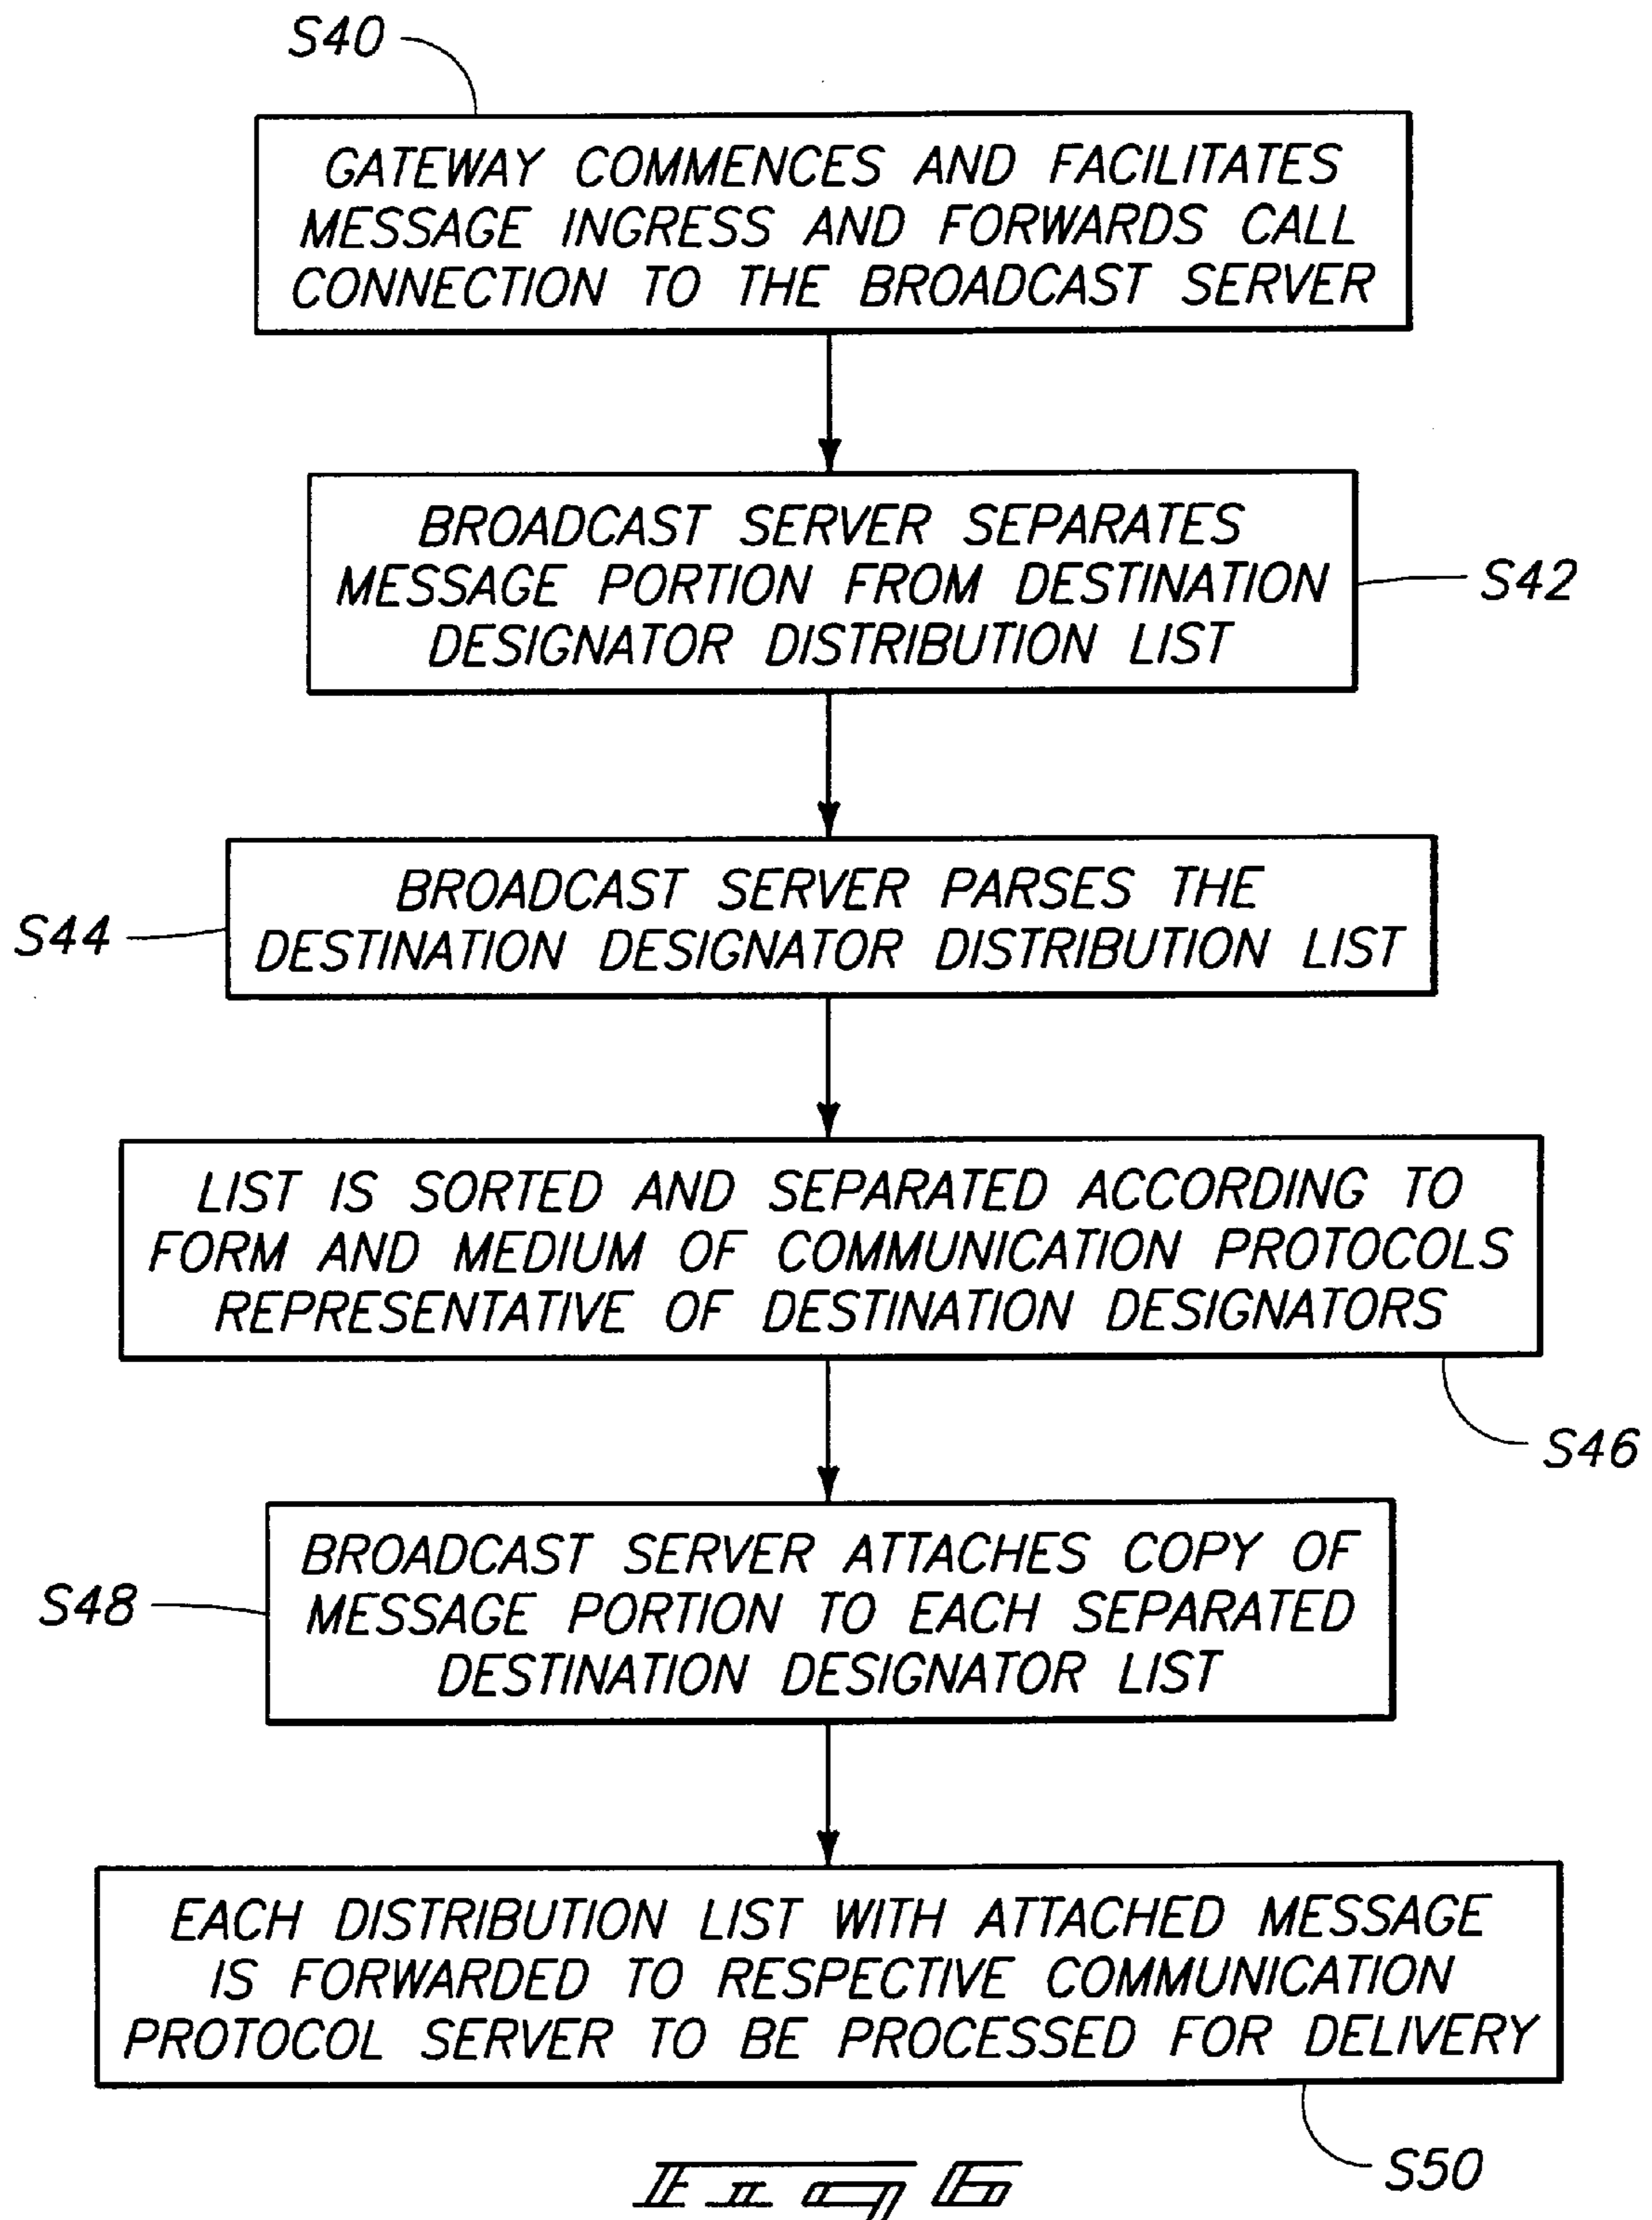 S40
GATEWAY COMMENCES AND FACILITATES
MESSAGE INGRESS AND FORWARDS CALL
CONNECTION TO THE BROADCAST SERVER
BROADCAST SERVER SEPARATES
MESSAGE PORTION FROM DESTINATION
DESIGNATOR DISTRIBUTION LIST
S42
BROADCAST SERVER PARSES THE
DESTINATION DESIGNATOR DISTRIBUTION LIST
S44
LIST IS SORTED AND SEPARATED ACCORDING TO
FORM AND MEDIUM OF COMMUNICATION PROTOCOLS
REPRESENTATIVE OF DESTINATION DESIGNATORS
S46
BROADCAST SERVER ATTACHES COPY OF
MESSAGE PORTION TO EACH SEPARATED
DESTINATION DESIGNATOR LIST
S48
EACH DISTRIBUTION LIST WITH ATTACHED MESSAGE
IS FORWARDED TO RESPECTIVE COMMUNICATION
PROTOCOL SERVER TO BE PROCESSED FOR DELIVERY
S50
Fig 6